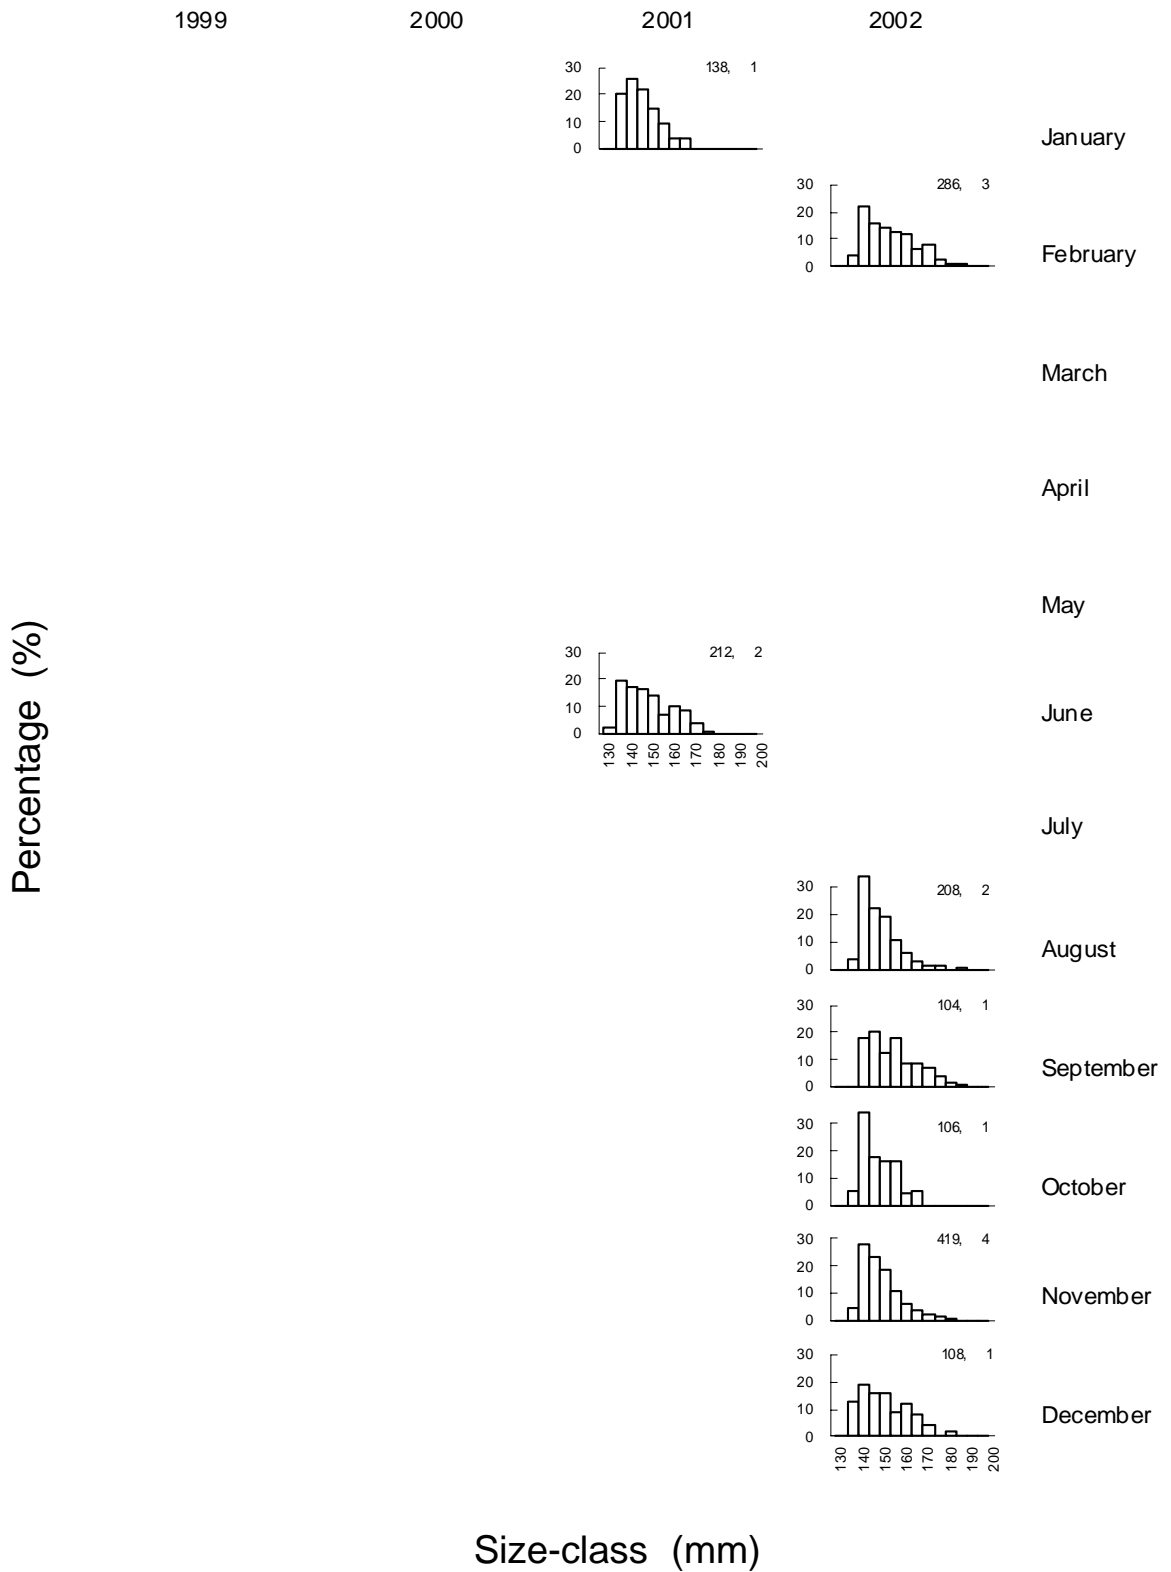 1999 2000 2001 2002
30 138, 1
20
10
0
January
30 286, 3
20
10
0
February
March
April
May
30 212, 2
20
10
0
June
130 140 150 160 170 180 190 200
July
30 208, 2
20
10
0
August
30 104, 1
20
10
0
September
30 106, 1
20
10
0
October
30 419, 4
20
10
0
November
30 108, 1
20
10
0
December
130 140 150 160 170 180 190 200
Percentage (%)
Size-class (mm)